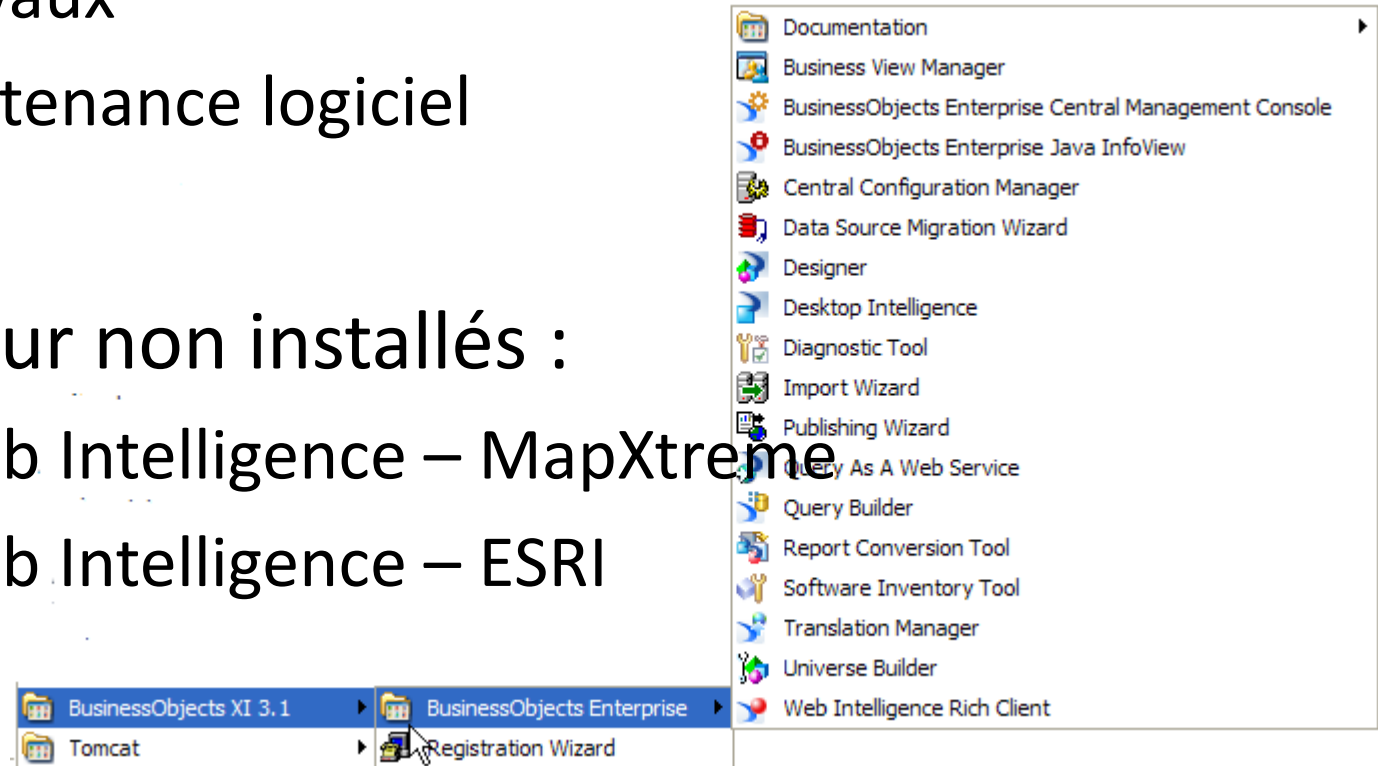 vaux
tenance logiciel
ur non installés :
b Intelligence – MapXtreme
b Intelligence – ESRI
Documentation
Business View Manager
BusinessObjects Enterprise Central Management Console
BusinessObjects Enterprise Java InfoView
Central Configuration Manager
Data Source Migration Wizard
Designer
Desktop Intelligence
Diagnostic Tool
Import Wizard
Publishing Wizard
Query As A Web Service
Query Builder
Report Conversion Tool
Software Inventory Tool
Translation Manager
Universe Builder
Web Intelligence Rich Client
BusinessObjects XI 3.1
BusinessObjects Enterprise
Tomcat
Registration Wizard